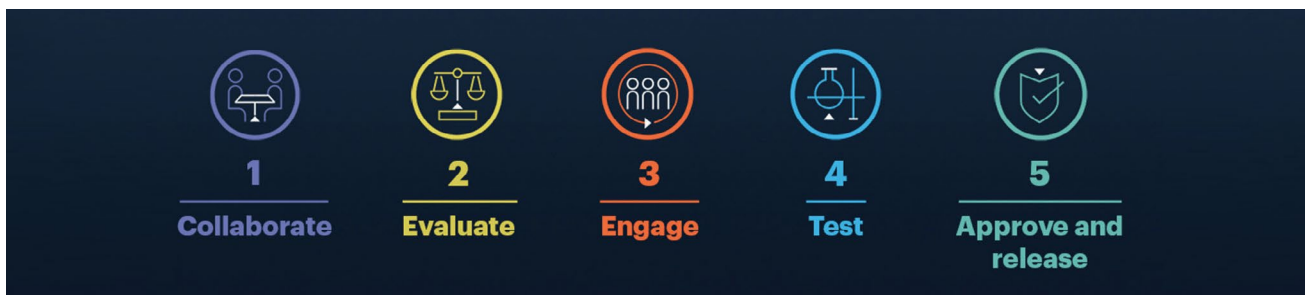 1
Collaborate
2
Evaluate
3
Engage
4
Test
5
Approve and
release